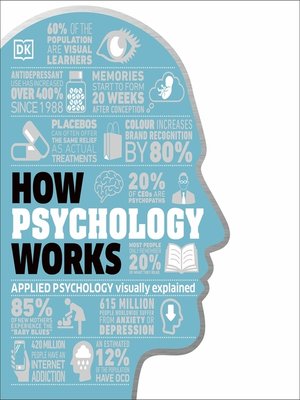 DK
60% OF THE
POPULATION
ARE VISUAL
LEARNERS
ANTIDEPRESSANT
USE HAS INCREASED
OVER 400%
SINCE 1988
MEMORIES
START TO FORM
20 WEEKS
AFTER CONCEPTION
PLACEBOS
CAN OFTEN OFFER
THE SAME RELIEF
AS ACTUAL
TREATMENTS
COLOUR INCREASES
BRAND RECOGNITION
BY 80%
HOW
PSYCHOLOGY
WORKS
20%
OF CEOs ARE
PSYCHOPATHS
MOST PEOPLE
ONLY REMEMBER
20%
OF WHAT THEY READ
APPLIED PSYCHOLOGY visually explained
85%
OF NEW MOTHERS
EXPERIENCE THE
"BABY BLUES"
615 MILLION
PEOPLE WORLDWIDE SUFFER
FROM ANXIETY OR
DEPRESSION
420 MILLION
PEOPLE HAVE AN
INTERNET
ADDICTION
AN ESTIMATED
12%
OF THE POPULATION
HAVE OCD